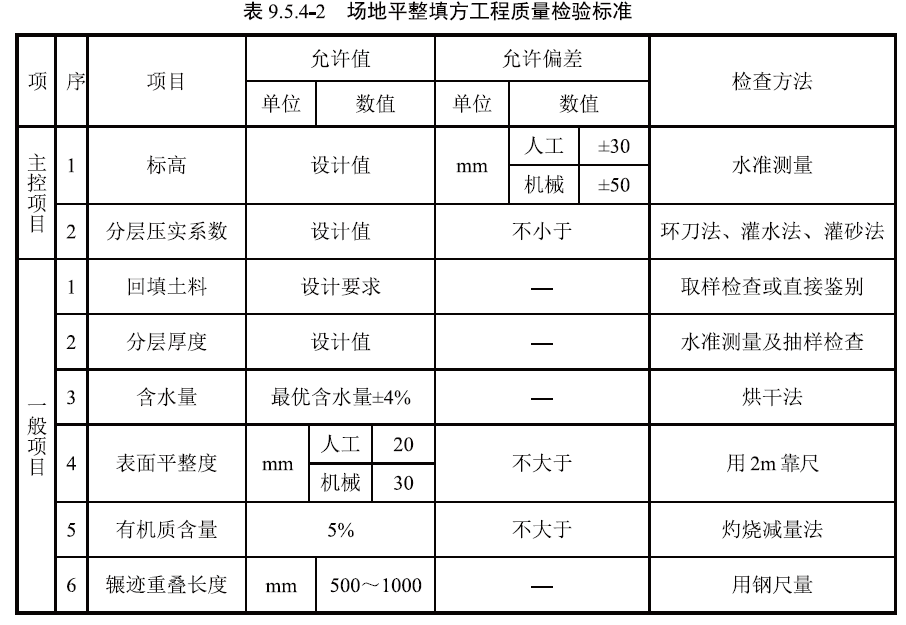 表 9.5.4-2 场地平整填方工程质量检验标准
项 序 项目 允许值 允许偏差 检查方法
单位 数值 单位 数值
主控项目
1 标高 设计值 mm 人工 ±30 水准测量
机械 ±50
2 分层压实系数 设计值 不小于 环刀法、灌水法、灌砂法
一般项目
1 回填土料 设计要求 — 取样检查或直接鉴别
2 分层厚度 设计值 — 水准测量及抽样检查
3 含水量 最优含水量±4% — 烘干法
4 表面平整度 mm 人工 20 不大于 用 2m 靠尺
机械 30
5 有机质含量 5% 不大于 灼烧减量法
6 辗迹重叠长度 mm 500～1000 — 用钢尺量